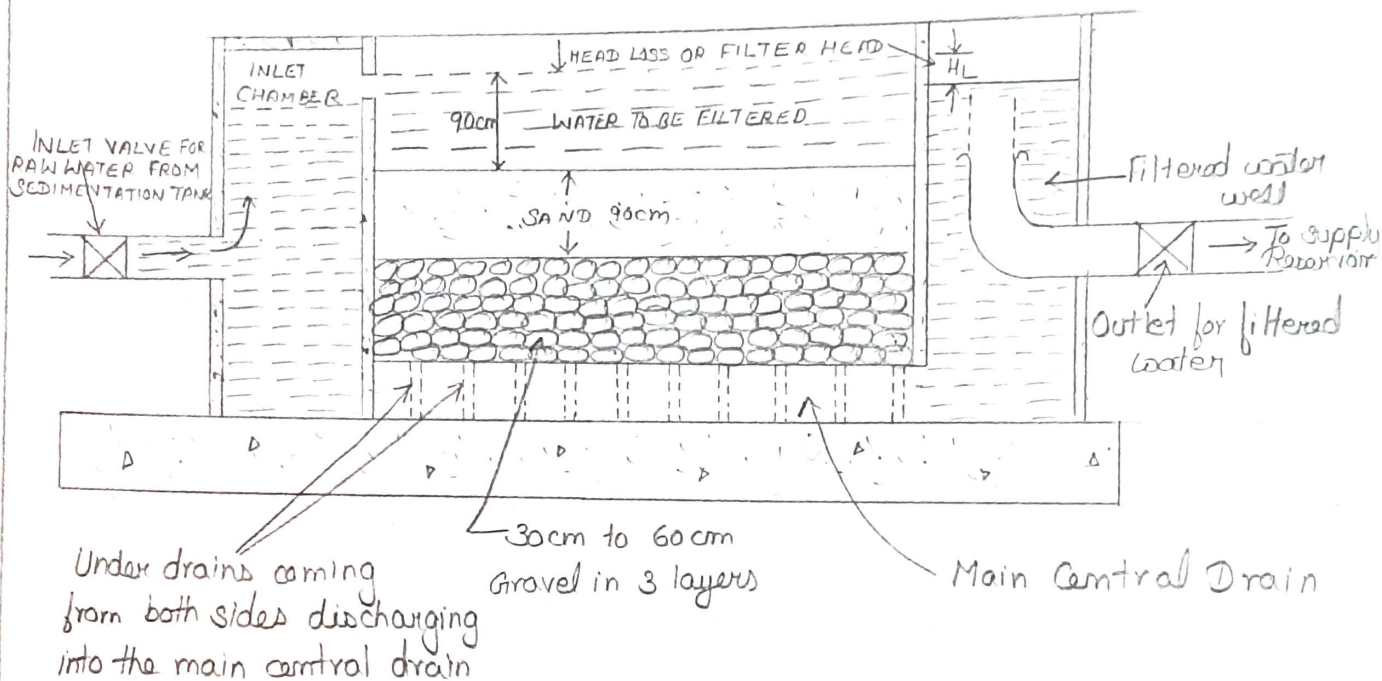 HEAD LOSS OR FILTER HEAD
HL
INLET
CHAMBER
90cm
WATER TO BE FILTERED
INLET VALVE FOR
RAW WATER FROM
SEDIMENTATION TANK
SAND 90cm
Filtered water
well
To supply
Reservior
Outlet for filtered
water
30cm to 60cm
Gravel in 3 layers
Main Central Drain
Under drains coming
from both sides discharging
into the main central drain